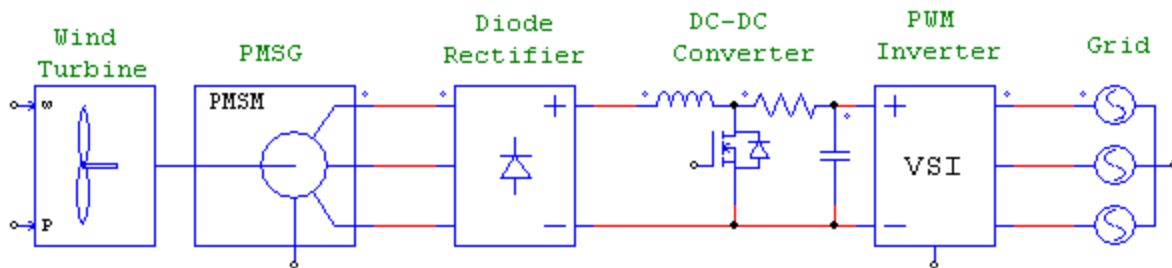 Wind
Turbine
PMSG
Diode
Rectifier
DC-DC
Converter
PWM
Inverter
Grid
w
P
PMSM
+
−
+
−
VSI